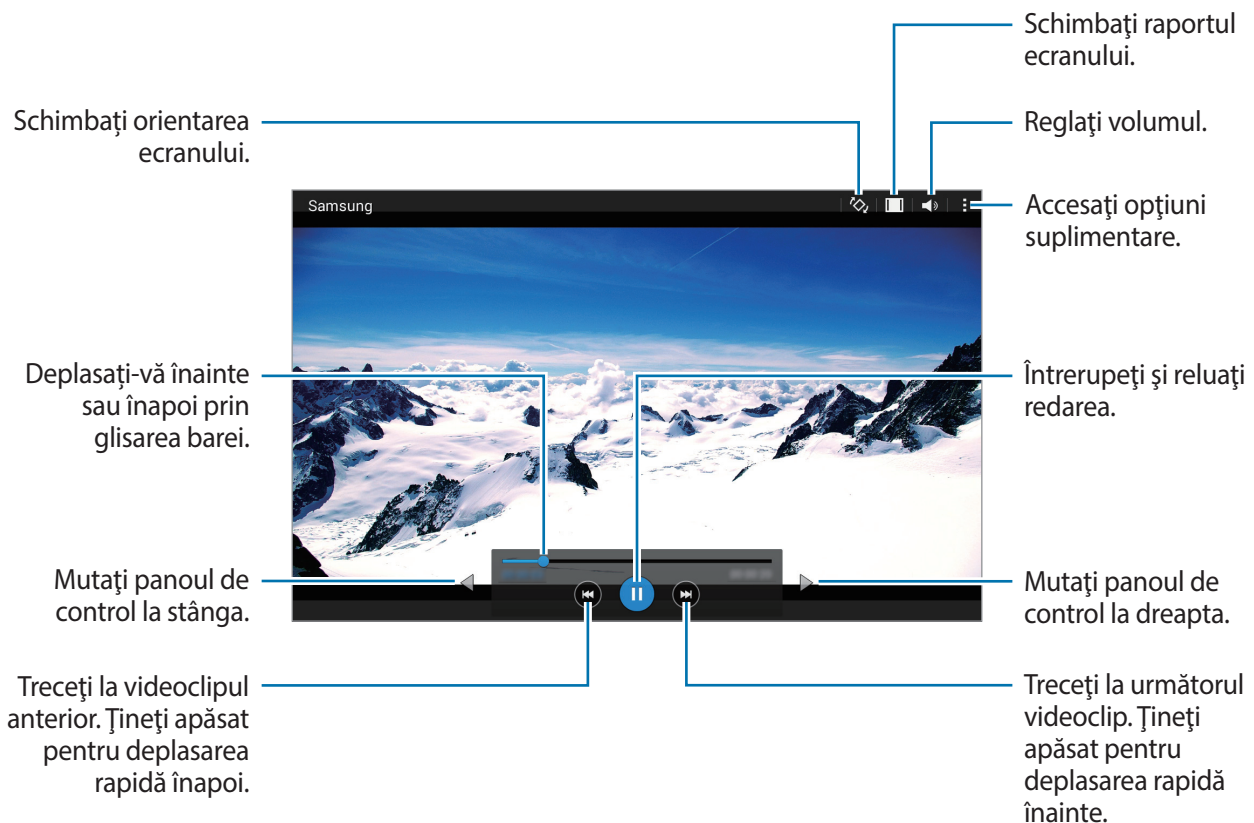 Schimbaţi raportul
ecranului.
Schimbaţi orientarea
ecranului.
Reglaţi volumul.
Samsung
Accesaţi opţiuni
suplimentare.
Deplasaţi-vă înainte
sau înapoi prin
glisarea barei.
Întrerupeţi şi reluaţi
redarea.
Mutaţi panoul de
control la stânga.
Mutaţi panoul de
control la dreapta.
Treceţi la videoclipul
anterior. Ţineţi apăsat
pentru deplasarea
rapidă înapoi.
Treceţi la următorul
videoclip. Ţineţi
apăsat pentru
deplasarea rapidă
înainte.